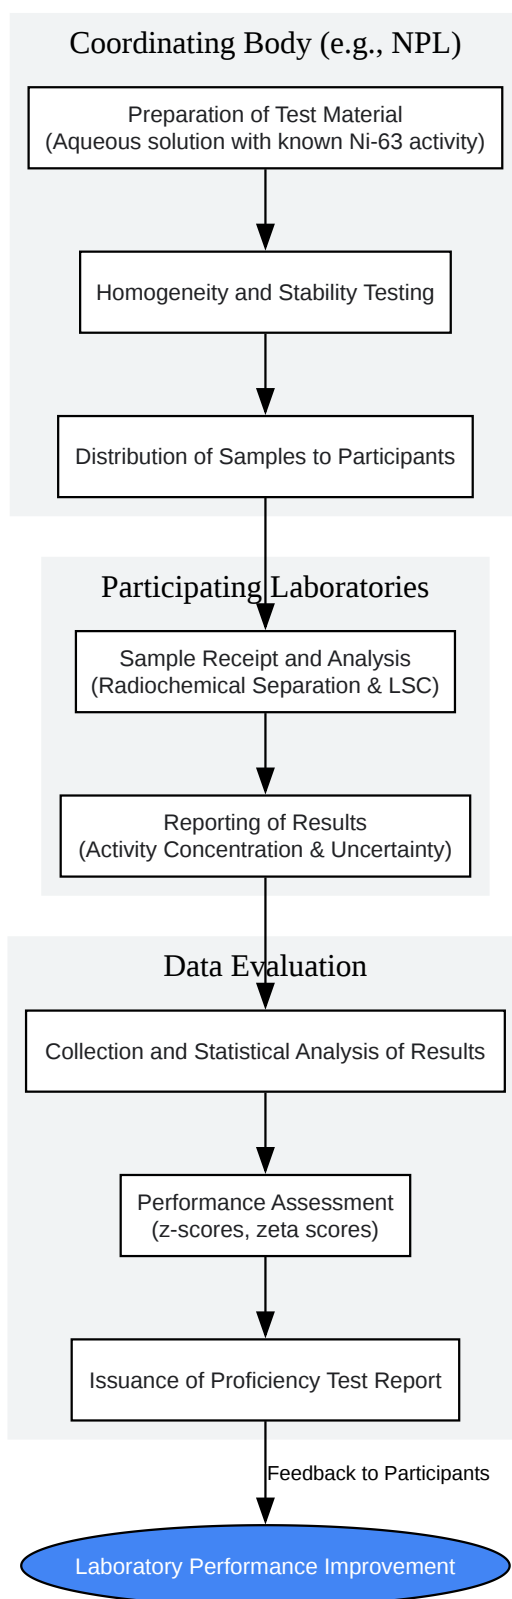 Coordinating Body (e.g., NPL)
Preparation of Test Material
(Aqueous solution with known Ni-63 activity)
Homogeneity and Stability Testing
Distribution of Samples to Participants
Participating Laboratories
Sample Receipt and Analysis
(Radiochemical Separation & LSC)
Reporting of Results
(Activity Concentration & Uncertainty)
Data Evaluation
Collection and Statistical Analysis of Results
Performance Assessment
(z-scores, zeta scores)
Issuance of Proficiency Test Report
Feedback to Participants
Laboratory Performance Improvement